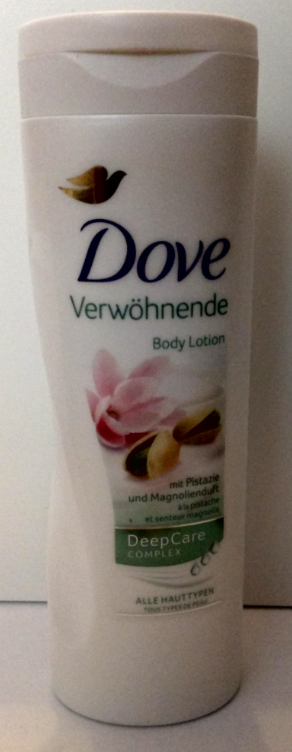 Dove
Verwöhnende
Body Lotion
mit Pistazie
und Magnolienduft
à la pistache
et senteur magnolia
DeepCare
COMPLEX
ALLE HAUTTYPEN
TOUS TYPES DE PEAU